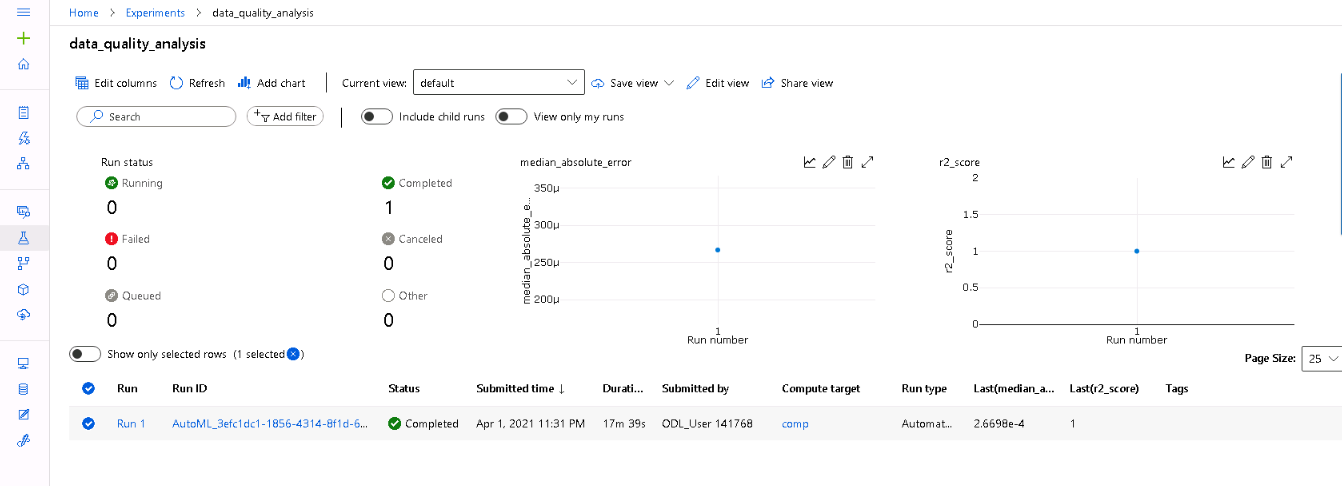 Home > Experiments > data_quality_analysis
data_quality_analysis
Edit columns Refresh Add chart Current view: default Save view Edit view Share view
Search Add filter Include child runs View only my runs
Run status
Running
0
Completed
1
Failed
0
Canceled
0
Queued
0
Other
0
median_absolute_error
median_absolute_e...
350µ
300µ
250µ
200µ
1
Run number
r2_score
r2_score
2
1.5
1
0.5
0
1
Run number
Show only selected rows (1 selected )
Page Size: 25
Run Run ID Status Submitted time ↓ Durati... Submitted by Compute target Run type Last(median_a... Last(r2_score) Tags
Run 1 AutoML_3efc1dc1-1856-4314-8f1d-6... Completed Apr 1, 2021 11:31 PM 17m 39s ODL_User 141768 comp Automat... 2.6698e-4 1